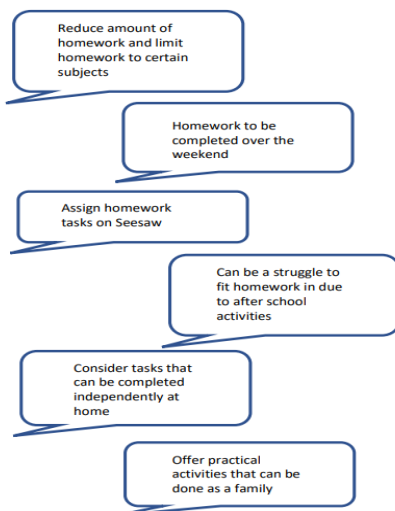 Reduce amount of
homework and limit
homework to certain
subjects
Homework to be
completed over the
weekend
Assign homework
tasks on Seesaw
Can be a struggle to
fit homework in due
to after school
activities
Consider tasks that
can be completed
independently at
home
Offer practical
activities that can be
done as a family